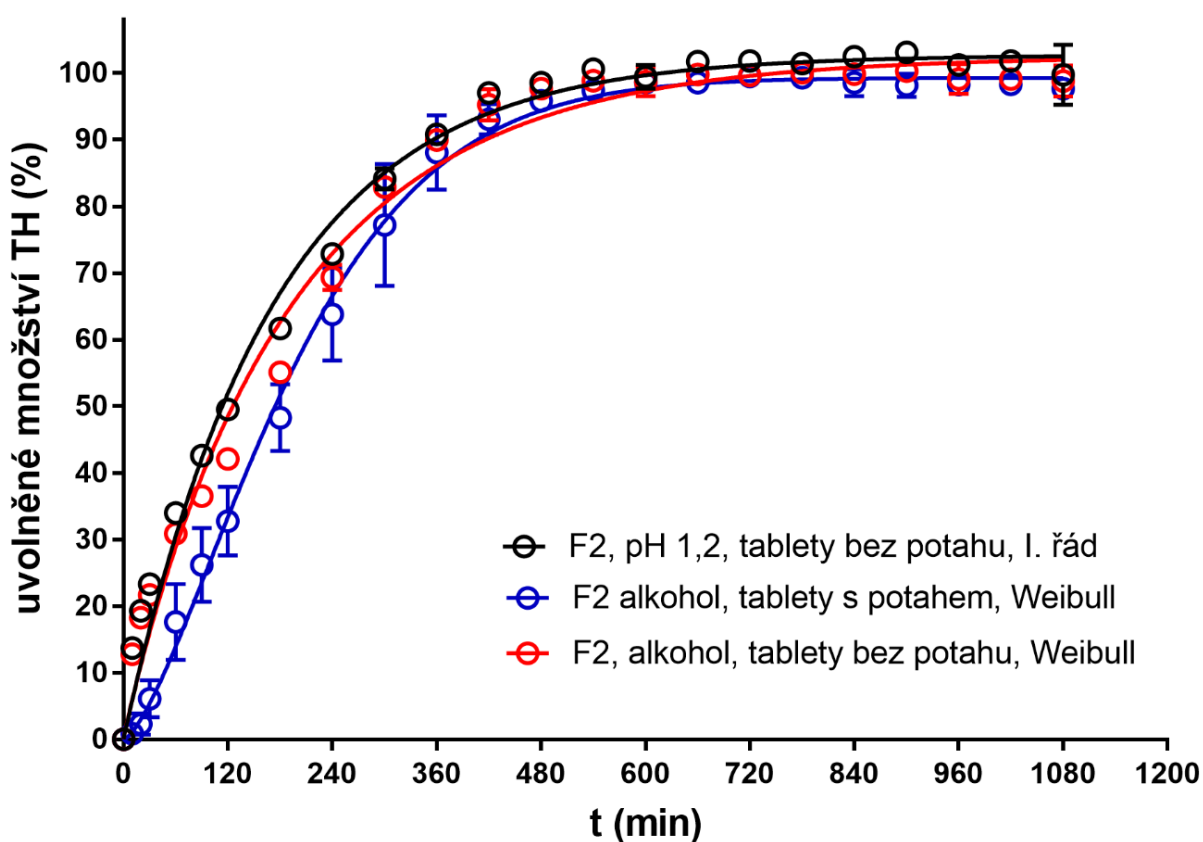 uvolněné množství TH (%)
100
90
80
70
60
50
40
30
20
10
0
F2, pH 1,2, tablety bez potahu, I. řád
F2 alkohol, tablety s potahem, Weibull
F2, alkohol, tablety bez potahu, Weibull
0 120 240 360 480 600 720 840 960 1080 1200
t (min)